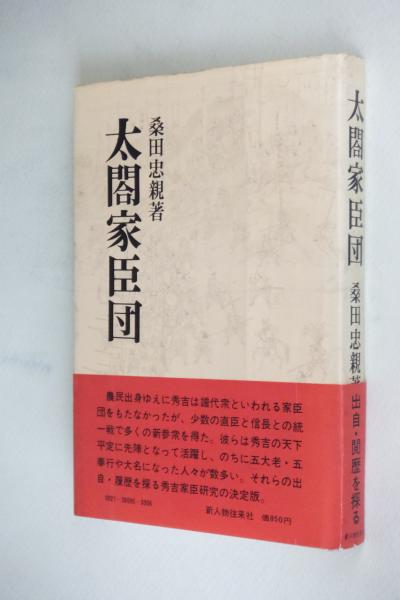 桑田忠親著
太閤家臣団
農民出身ゆえに秀吉は譜代衆といわれる家臣
団をもたなかったが、少数の直臣と信長との統
一戦で多くの新参衆を得た。彼らは秀吉の天下
平定に先陣となって活躍し、のちに五大老・五
奉行や大名になった人々が数多い。それらの出
自・履歴を探る秀吉家臣研究の決定版。
新人物往来社 価850円
太閤家臣団
桑田忠親著
出自・閲歴を探る